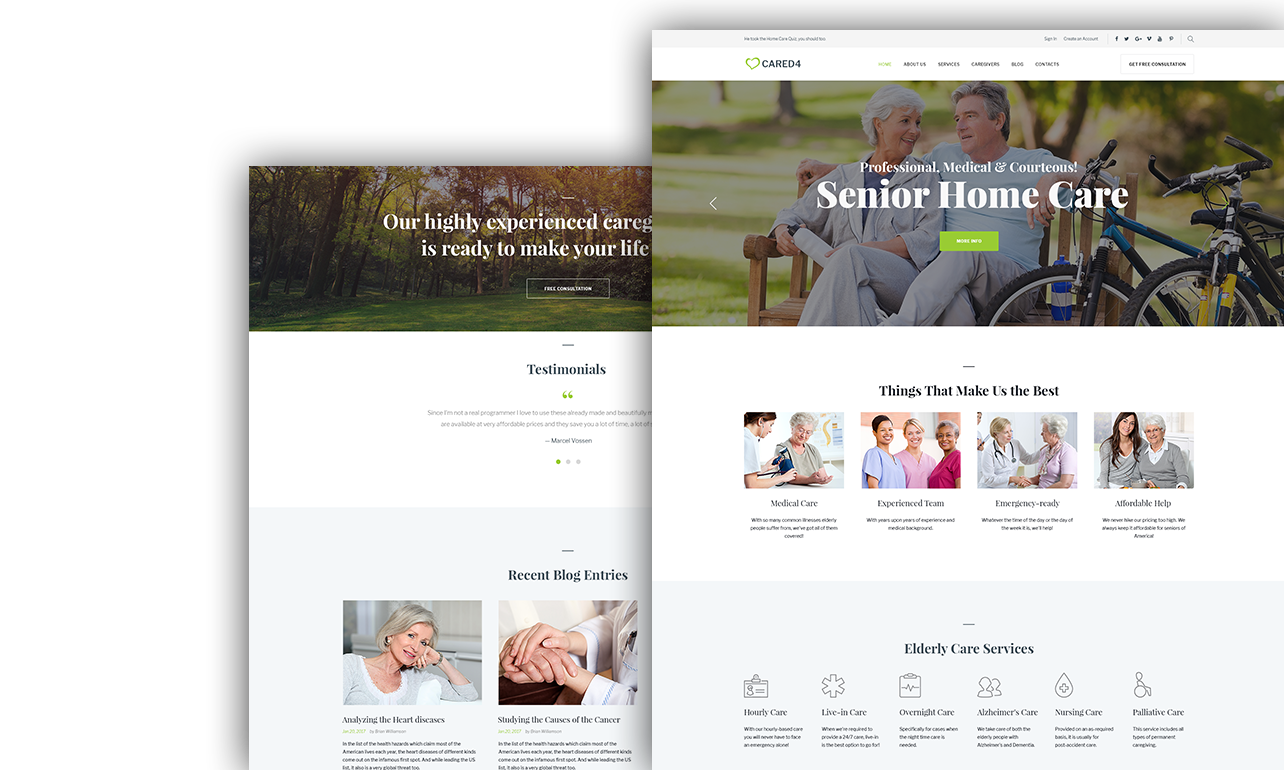 He took the Home Care Quiz, you should too.
Sign In
Create an Account
CARED4
HOME
ABOUT US
SERVICES
CAREGIVERS
BLOG
CONTACTS
GET FREE CONSULTATION
Professional, Medical & Courteous!
Senior Home Care
MORE INFO
Things That Make Us the Best
Medical Care
With so many common illnesses elderly
people suffer from, we've got all of them
covered!
Experienced Team
With years upon years of experience and
medical background.
Emergency-ready
Whatever the time of the day or the day of
the week it is, we'll help!
Affordable Help
We never hike our pricing too high. We
always keep it affordable for seniors of
America!
Elderly Care Services
Hourly Care
With our hourly-based care
you will never have to face
an emergency alone!
Live-in Care
When we're required to
provide a 24/7 care, live-in
is the best option to go for!
Overnight Care
Specifically for cases when
the night time care is
needed.
Alzheimer's Care
We take care of both the
elderly people with
Alzhelmer's and Dementia.
Nursing Care
Provided on an as-required
basis, it is usually for
post-accident care.
Palliative Care
This service includes all
types of permanent
caregiving.
Our highly experienced careg
is ready to make your life
FREE CONSULTATION
Testimonials
Since I'm not a real programmer I love to use these already made and beautifully m
are available at very affordable prices and they save you a lot of time, a lot of
— Marcel Vossen
Recent Blog Entries
Analyzing the Heart diseases
Jan 20, 2017 by Brian Williamson
In the list of the health hazards which claim most of the
American lives each year, the heart diseases of different kinds
come out on the infamous first spot. And while leading the US
list, it also is a very global threat too.
Studying the Causes of the Cancer
Jan 20, 2017 by Brian Williamson
In the list of the health hazards which claim most of the
American lives each year, the heart diseases of different kinds
come out on the infamous first spot. And while leading the US
list, it also is a very global threat too.